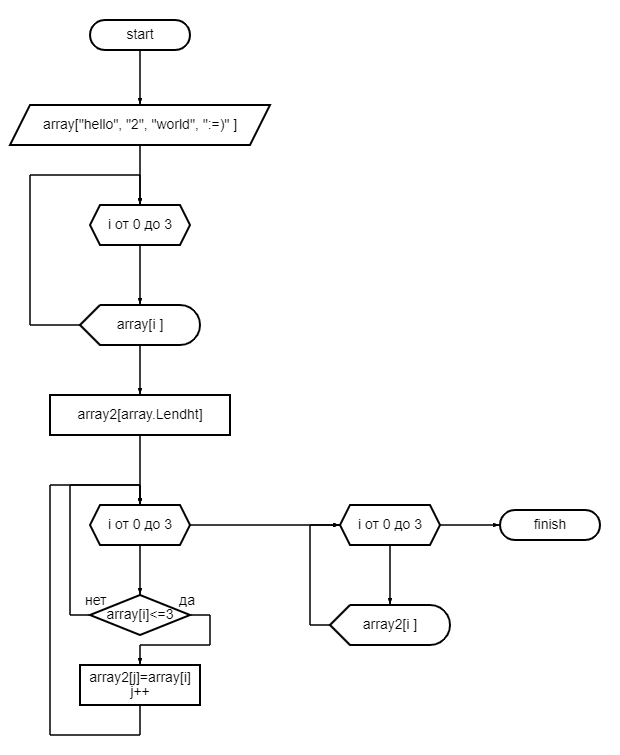 start
array["hello", "2", "world", ":=)" ]
i от 0 до 3
array[i ]
array2[array.Lendht]
i от 0 до 3
i от 0 до 3
finish
нет
да
array[i]<=3
array2[i ]
array2[j]=array[i]
j++